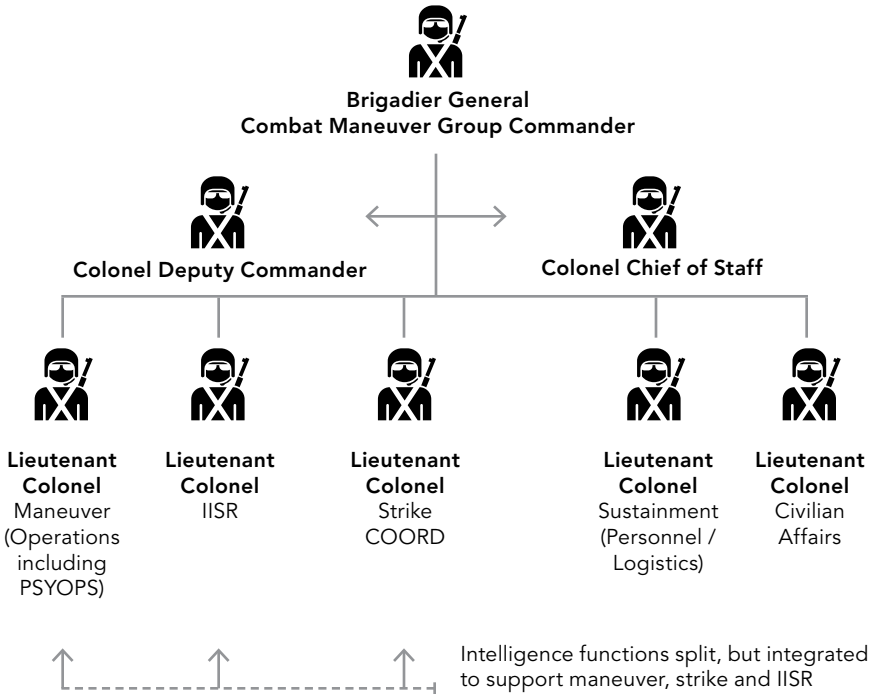 Brigadier General
Combat Maneuver Group Commander
Colonel Deputy Commander
Colonel Chief of Staff
Lieutenant
Colonel
Maneuver
(Operations
including
PSYOPS)
Lieutenant
Colonel
IISR
Lieutenant
Colonel
Strike
COORD
Lieutenant
Colonel
Sustainment
(Personnel /
Logistics)
Lieutenant
Colonel
Civilian
Affairs
Intelligence functions split, but integrated
to support maneuver, strike and IISR